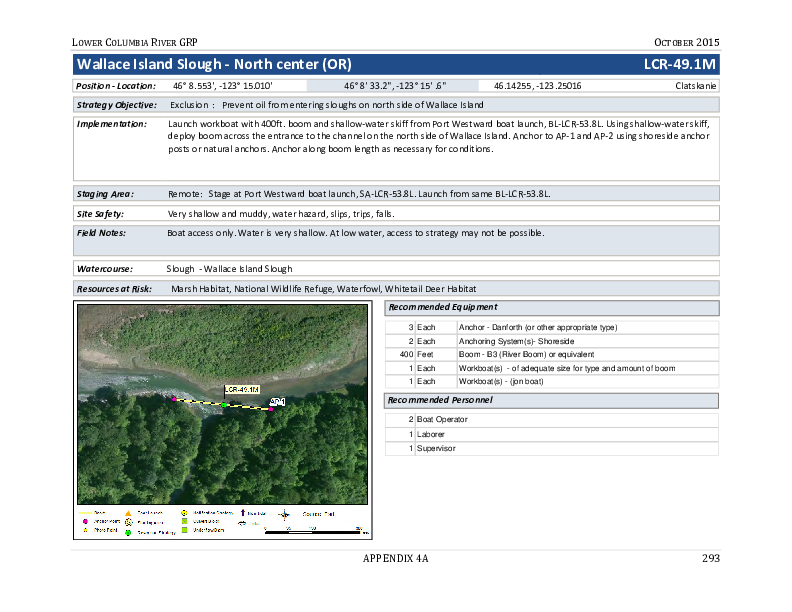 LOWER COLUMBIA RIVER GRP OCTOBER 2015
Wallace Island Slough - North center (OR) LCR-49.1M
Position - Location: 46° 8.553', -123° 15.010' 46° 8' 33.2", -123° 15' .6" 46.14255, -123.25016 Clatskanie
Strategy Objective: Exclusion : Prevent oil from entering sloughs on north side of Wallace Island
Implementation: Launch workboat with 400ft. boom and shallow-water skiff from Port Westward boat launch, BL-LCR-53.8L. Using shallow-water skiff,
deploy boom across the entrance to the channel on the north side of Wallace Island. Anchor to AP-1 and AP-2 using shoreside anchor
posts or natural anchors. Anchor along boom length as necessary for conditions.
Staging Area: Remote: Stage at Port Westward boat launch, SA-LCR-53.8L. Launch from same BL-LCR-53.8L.
Site Safety: Very shallow and muddy, water hazard, slips, trips, falls.
Field Notes: Boat access only. Water is very shallow. At low water, access to strategy may not be possible.
Watercourse: Slough - Wallace Island Slough
Resources at Risk: Marsh Habitat, National Wildlife Refuge, Waterfowl, Whitetail Deer Habitat
LCR-49.1M
AP-1
Recommended Equipment
3 Each Anchor - Danforth (or other appropriate type)
2 Each Anchoring System(s)- Shoreside
400 Feet Boom - B3 (River Boom) or equivalent
1 Each Workboat(s) - of adequate size for type and amount of boom
1 Each Workboat(s) - (jon boat)
Recommended Personnel
2 Boat Operator
1 Laborer
1 Supervisor
Anchor Point
Photo Point
Notification Strategy
APPENDIX 4A 293